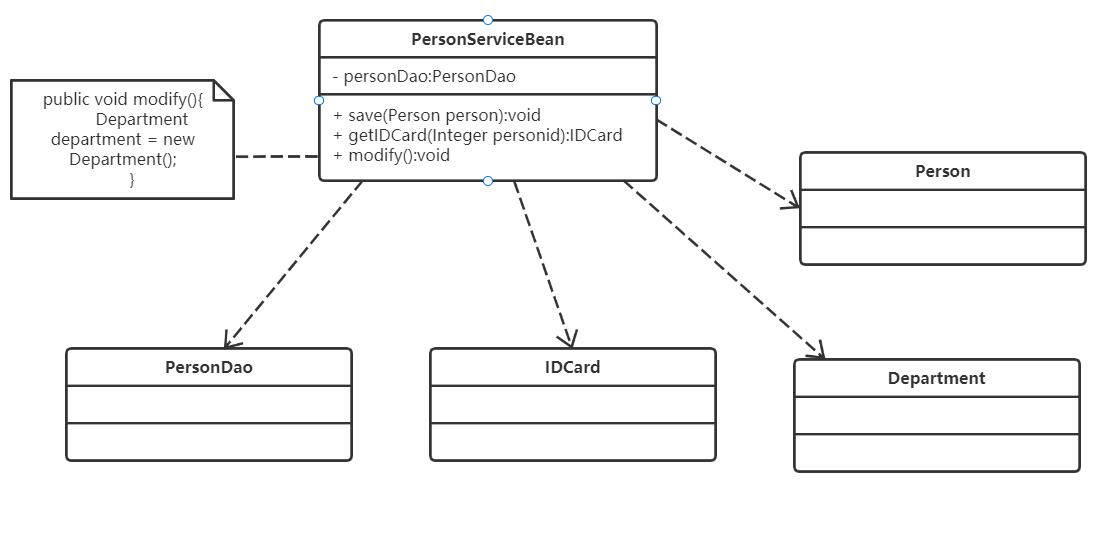 PersonServiceBean
- personDao:PersonDao
+ save(Person person):void
+ getIDCard(Integer personid):IDCard
+ modify():void
public void modify(){
Department
department = new
Department();
}
Person
PersonDao
IDCard
Department